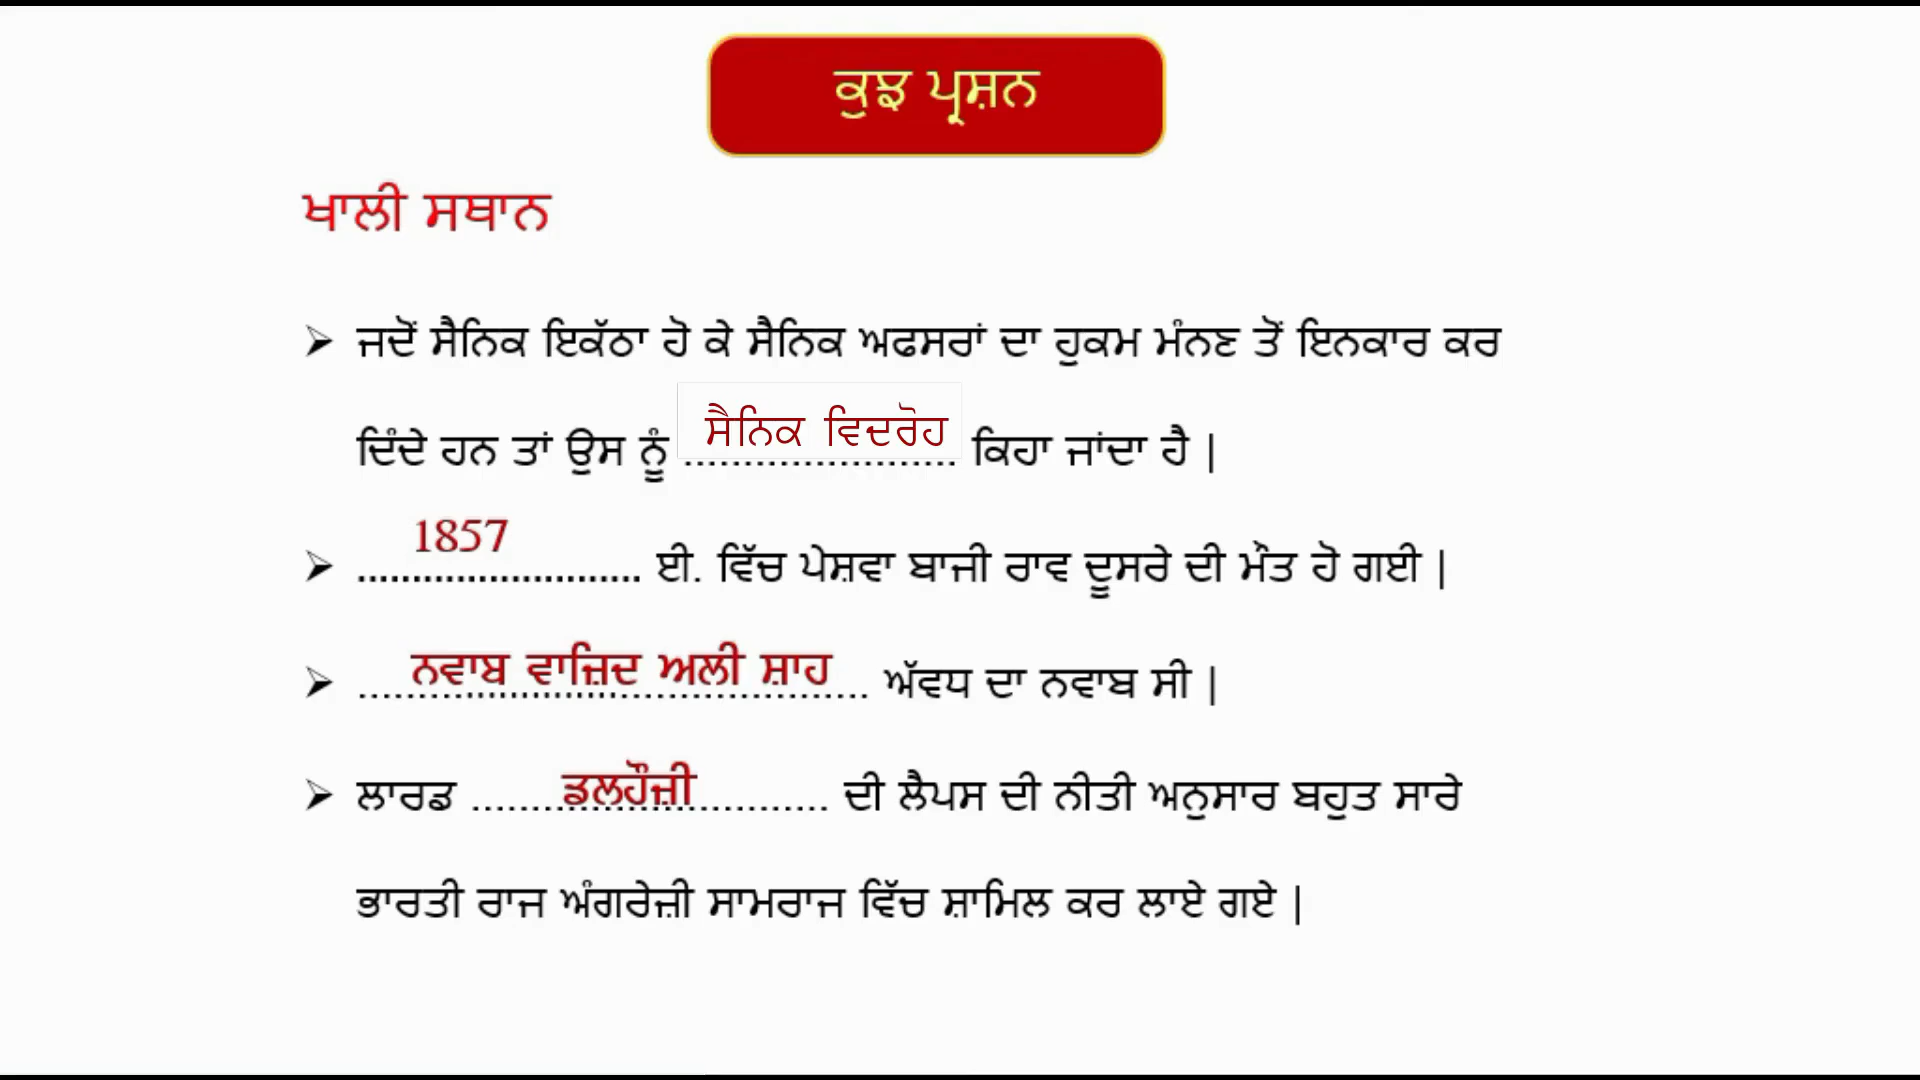 ਕੁਝ ਪ੍ਰਸ਼ਨ
ਖਾਲੀ ਸਥਾਨ
➢ ਜਦੋਂ ਸੈਨਿਕ ਇਕੱਠਾ ਹੋ ਕੇ ਸੈਨਿਕ ਅਫਸਰਾਂ ਦਾ ਹੁਕਮ ਮੰਨਣ ਤੋਂ ਇਨਕਾਰ ਕਰ
ਦਿੰਦੇ ਹਨ ਤਾਂ ਉਸ ਨੂੰ ਸੈਨਿਕ ਵਿਦਰੋਹ ਕਿਹਾ ਜਾਂਦਾ ਹੈ |
➢ 1857 ਈ. ਵਿੱਚ ਪੇਸ਼ਵਾ ਬਾਜੀ ਰਾਵ ਦੂਸਰੇ ਦੀ ਮੌਤ ਹੋ ਗਈ |
➢ ਨਵਾਬ ਵਾਜ਼ਿਦ ਅਲੀ ਸ਼ਾਹ ਅੱਵਧ ਦਾ ਨਵਾਬ ਸੀ |
➢ ਲਾਰਡ ਡਲਹੌਜ਼ੀ ਦੀ ਲੈਪਸ ਦੀ ਨੀਤੀ ਅਨੁਸਾਰ ਬਹੁਤ ਸਾਰੇ
ਭਾਰਤੀ ਰਾਜ ਅੰਗਰੇਜ਼ੀ ਸਾਮਰਾਜ ਵਿੱਚ ਸ਼ਾਮਿਲ ਕਰ ਲਾਏ ਗਏ |